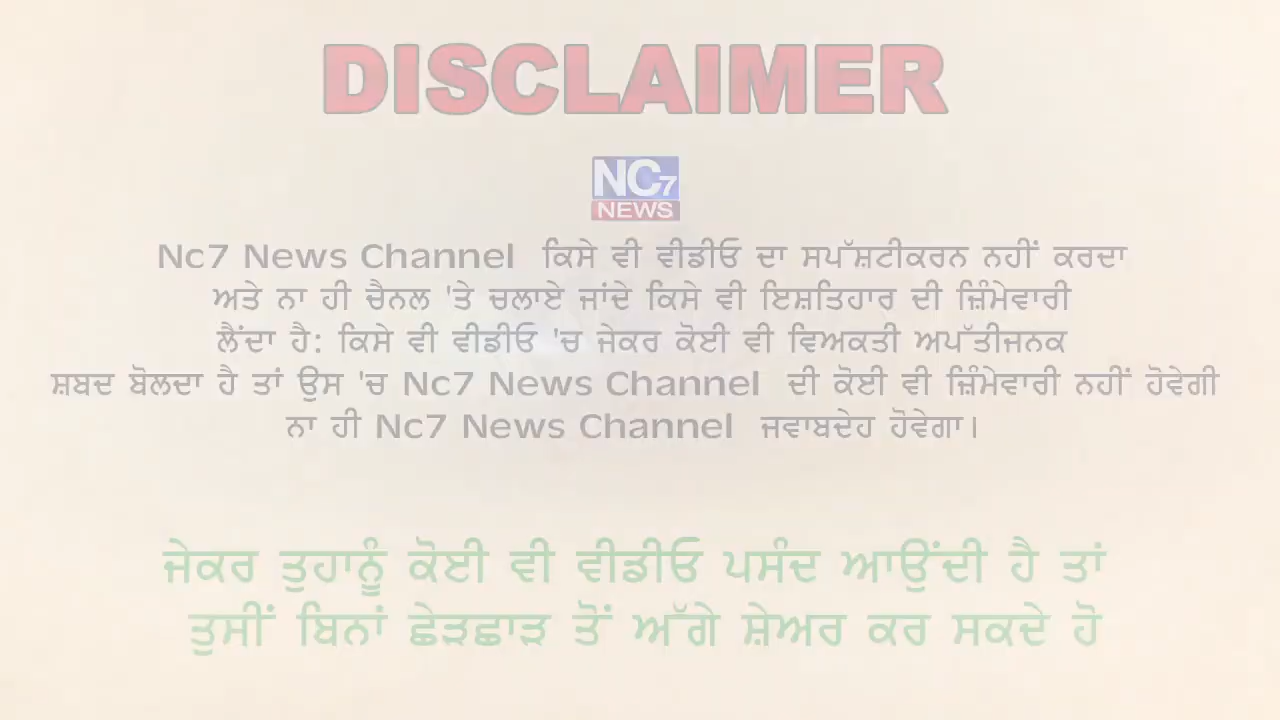 DISCLAIMER
NC7
NEWS
Nc7 News Channel ਕਿਸੇ ਵੀ ਵੀਡੀਓ ਦਾ ਸਪੱਸ਼ਟੀਕਰਨ ਨਹੀਂ ਕਰਦਾ
ਅਤੇ ਨਾ ਹੀ ਚੈਨਲ 'ਤੇ ਚਲਾਏ ਜਾਂਦੇ ਕਿਸੇ ਵੀ ਇਸ਼ਤਿਹਾਰ ਦੀ ਜ਼ਿੰਮੇਵਾਰੀ
ਲੈਂਦਾ ਹੈ: ਕਿਸੇ ਵੀ ਵੀਡੀਓ 'ਚ ਜੇਕਰ ਕੋਈ ਵੀ ਵਿਅਕਤੀ ਅਪੱਤੀਜਨਕ
ਸ਼ਬਦ ਬੋਲਦਾ ਹੈ ਤਾਂ ਉਸ 'ਚ Nc7 News Channel ਦੀ ਕੋਈ ਵੀ ਜ਼ਿੰਮੇਵਾਰੀ ਨਹੀਂ ਹੋਵੇਗੀ
ਨਾ ਹੀ Nc7 News Channel ਜਵਾਬਦੇਹ ਹੋਵੇਗਾ।
ਜੇਕਰ ਤੁਹਾਨੂੰ ਕੋਈ ਵੀ ਵੀਡੀਓ ਪਸੰਦ ਆਉਂਦੀ ਹੈ ਤਾਂ
ਤੁਸੀਂ ਬਿਨਾਂ ਛੇੜਛਾੜ ਤੋਂ ਅੱਗੇ ਸ਼ੇਅਰ ਕਰ ਸਕਦੇ ਹੋ